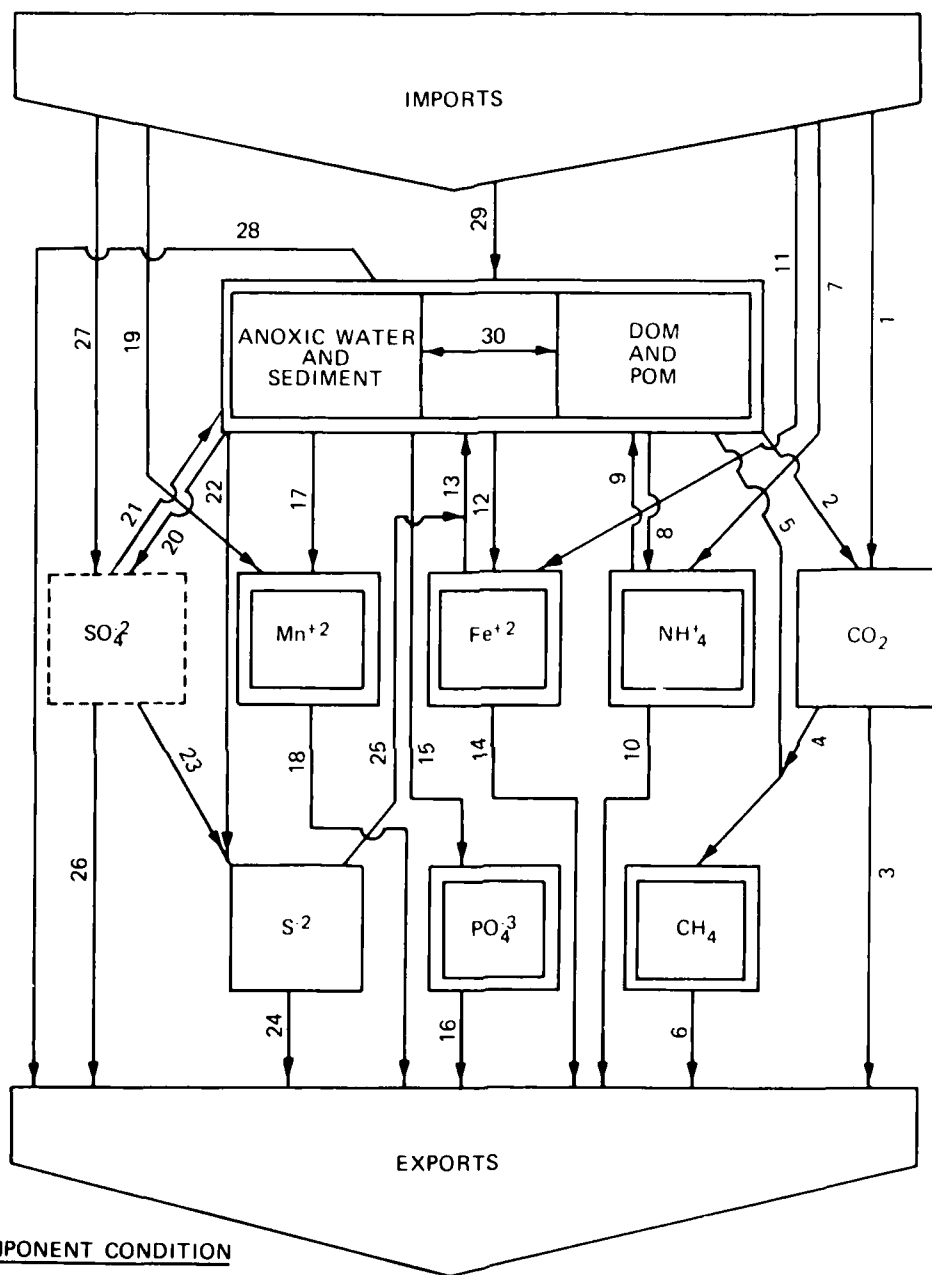 IMPORTS
28
29
11
7
1
27
19
ANOXIC WATER
AND
SEDIMENT
30
DOM
AND
POM
21
20
22
17
13
12
9
8
5
2
SO₄⁻²
Mn⁺²
Fe⁺²
NH⁺₄
CO₂
23
18
25
15
14
10
4
26
3
S⁻²
PO₄⁻³
CH₄
24
16
6
EXPORTS
MPONENT CONDITION